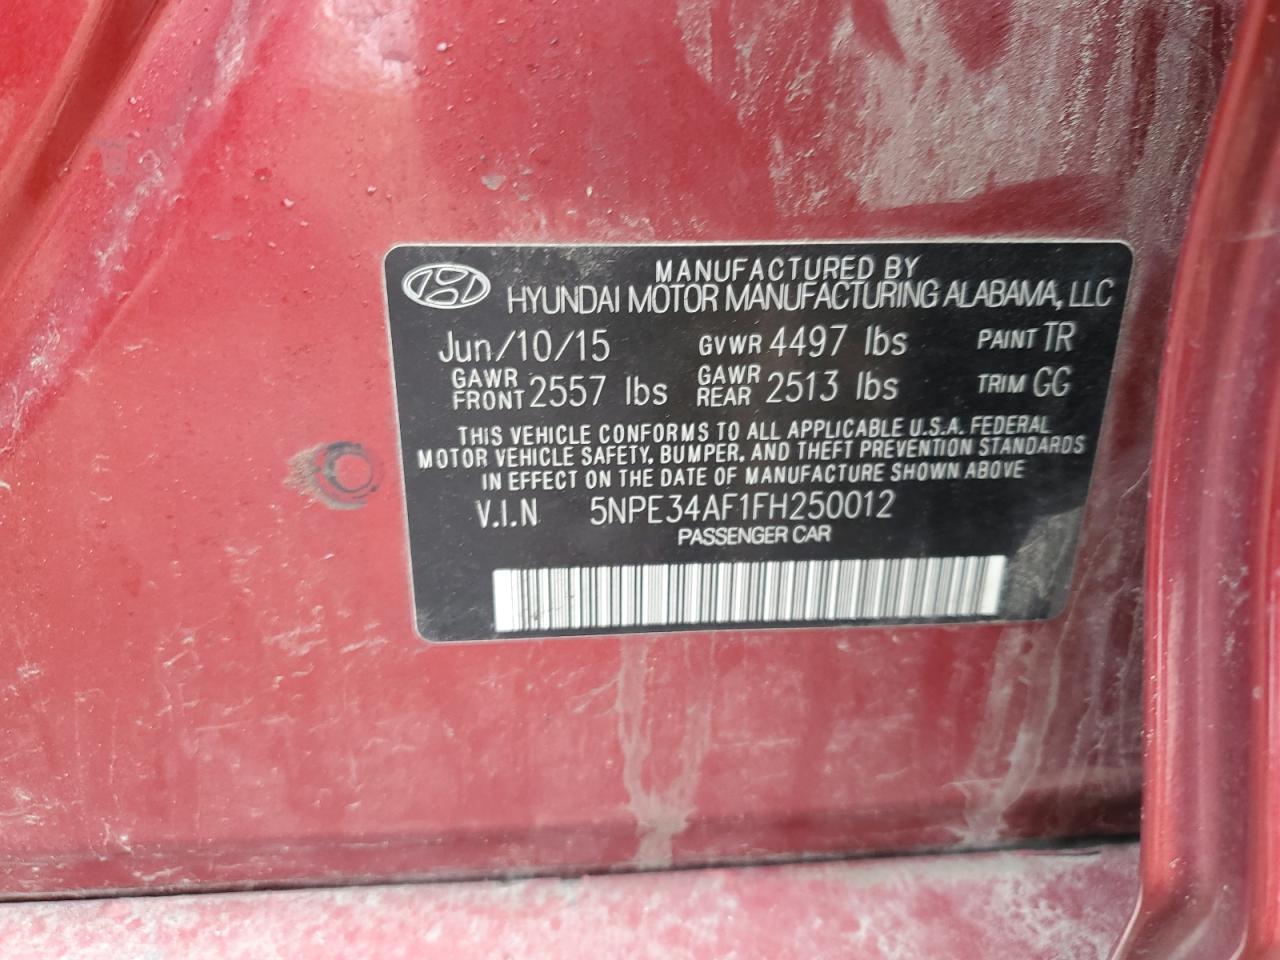 MANUFACTURED BY
HYUNDAI MOTOR MANUFACTURING ALABAMA, LLC
Jun/10/15 GVWR 4497 lbs PAINT TR
GAWR FRONT 2557 lbs GAWR REAR 2513 lbs TRIM GG
THIS VEHICLE CONFORMS TO ALL APPLICABLE U.S.A. FEDERAL
MOTOR VEHICLE SAFETY, BUMPER, AND THEFT PREVENTION STANDARDS
IN EFFECT ON THE DATE OF MANUFACTURE SHOWN ABOVE
V.I.N 5NPE34AF1FH250012
PASSENGER CAR